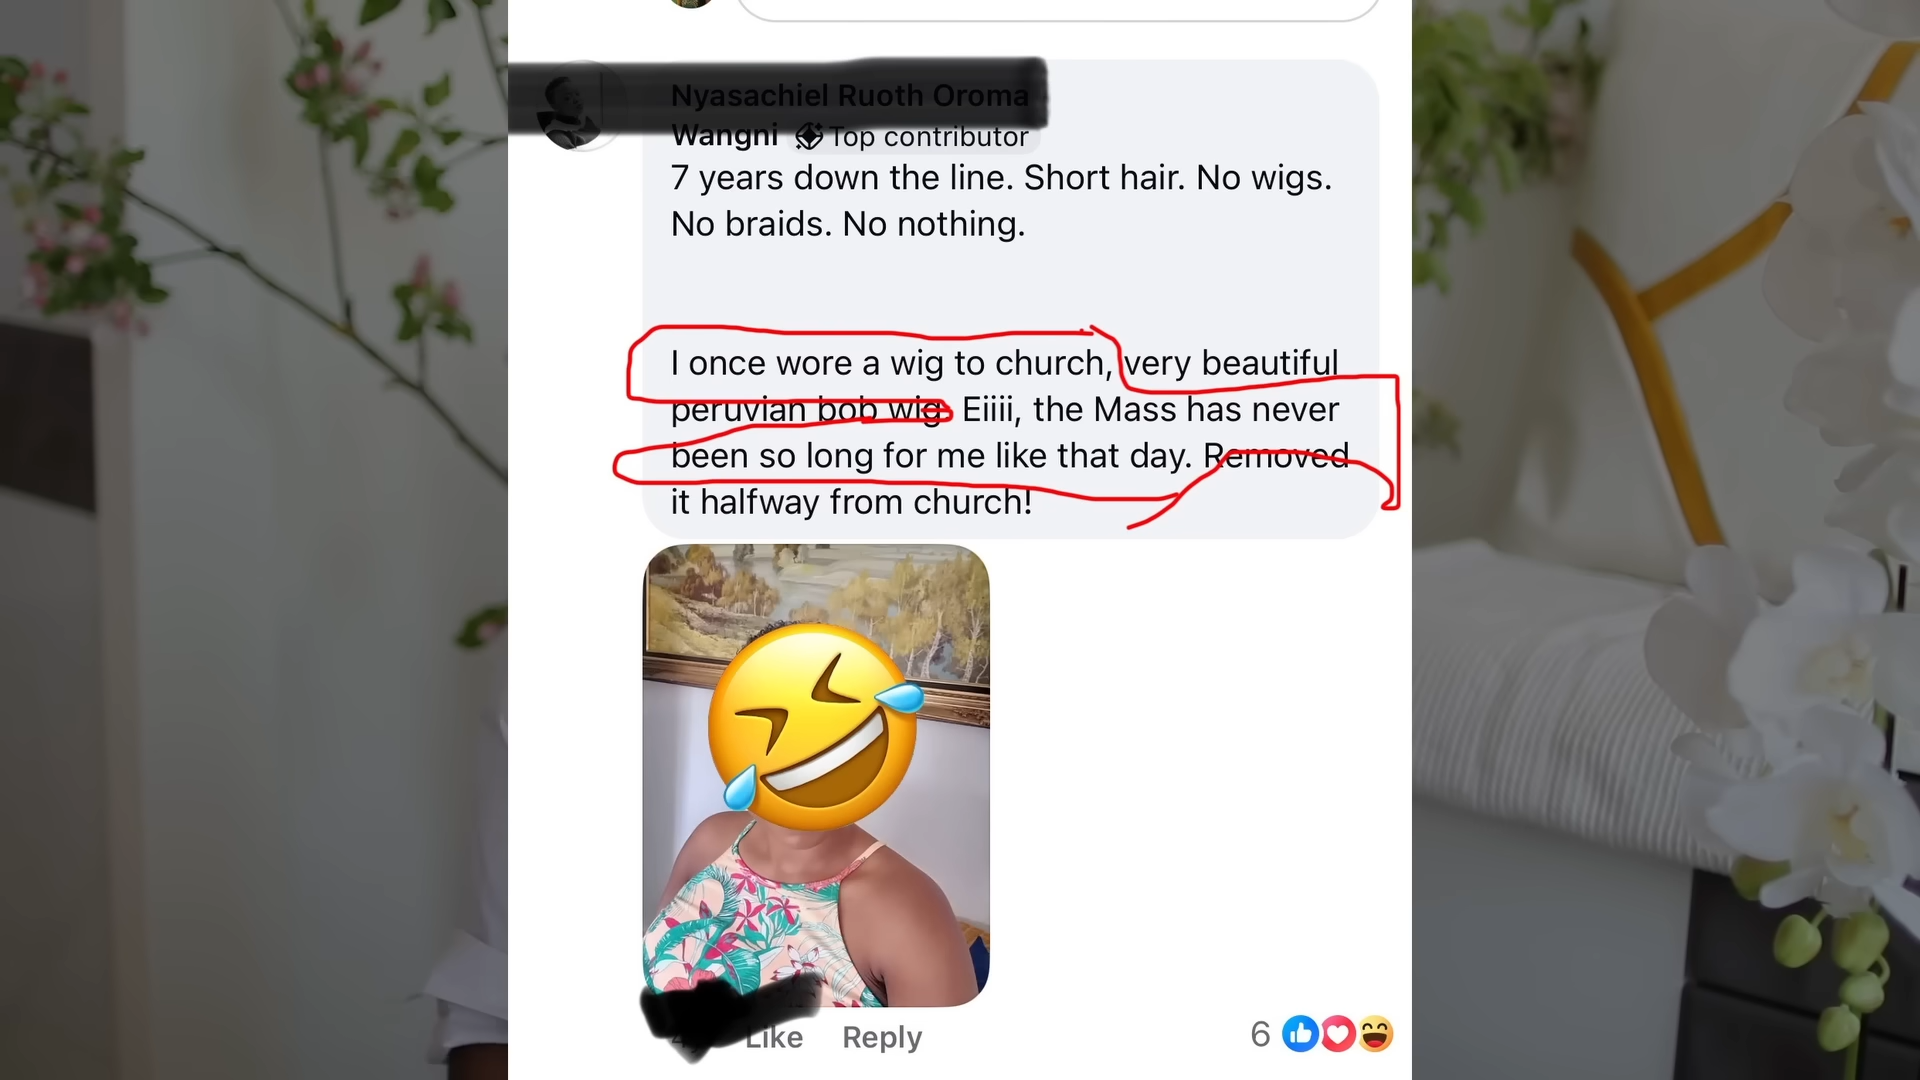 Nyasachiel Ruoth Oroma
Wangni Top contributor
7 years down the line. Short hair. No wigs.
No braids. No nothing.
I once wore a wig to church, very beautiful
peruvian bob wig. Eiiii, the Mass has never
been so long for me like that day. Removed
it halfway from church!
Like Reply 6